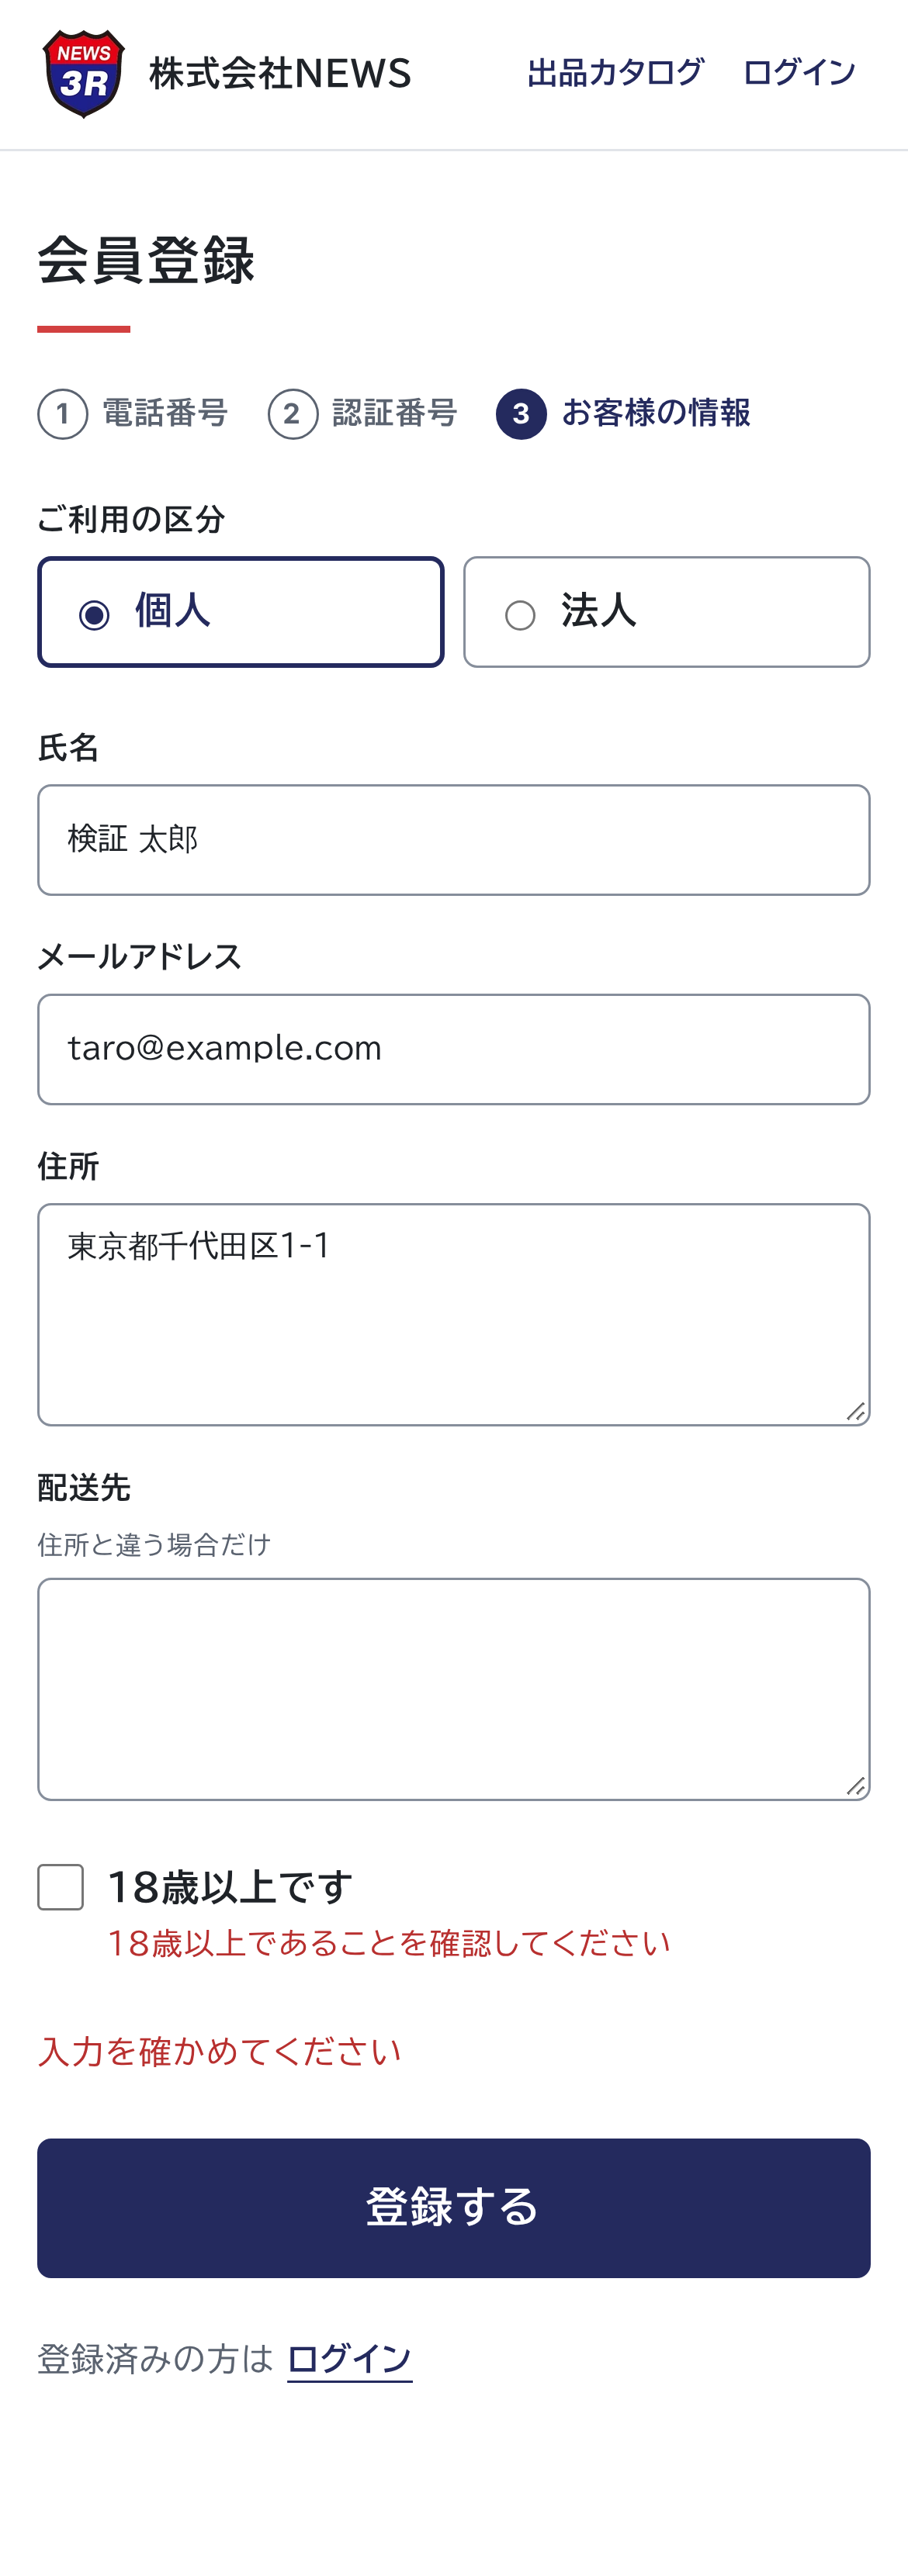 NEWS
3R
株式会社NEWS
出品カタログ
ログイン
会員登録
1 電話番号
2 認証番号
3 お客様の情報
ご利用の区分
個人
法人
氏名
検証 太郎
メールアドレス
taro@example.com
住所
東京都千代田区1-1
配送先
住所と違う場合だけ
18歳以上です
18歳以上であることを確認してください
入力を確かめてください
登録する
登録済みの方は ログイン